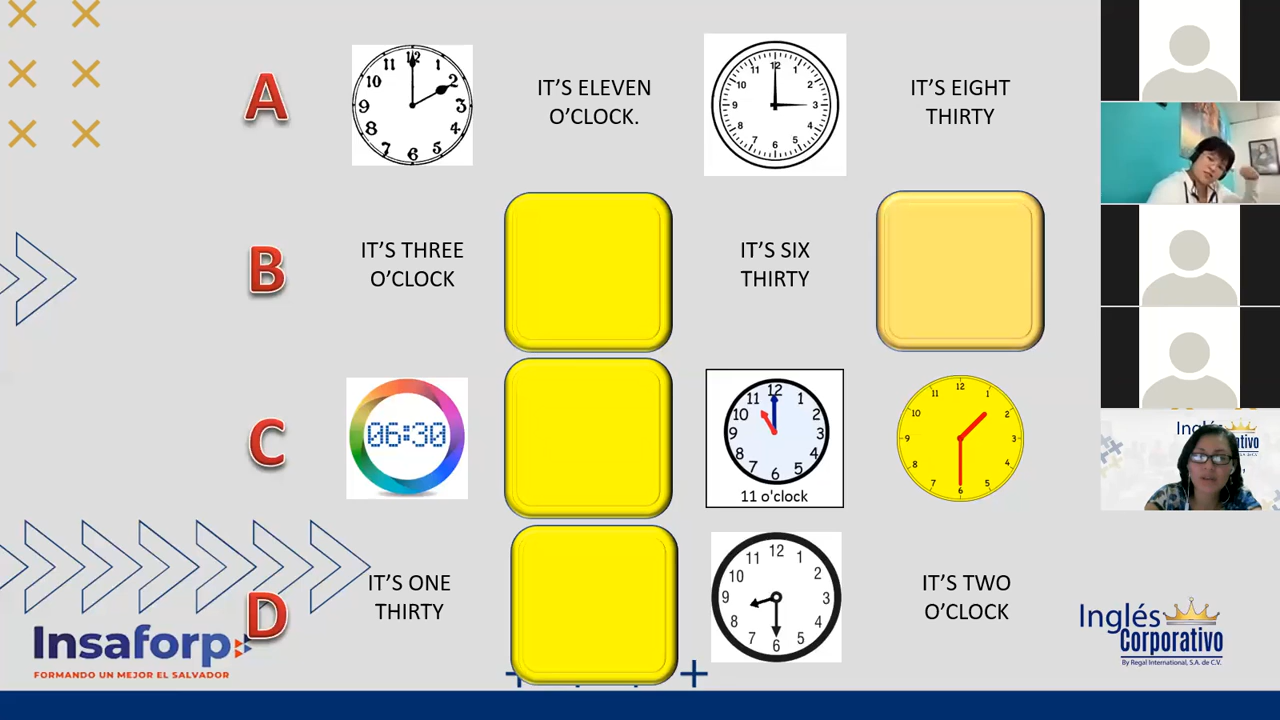 A
IT'S ELEVEN
O'CLOCK.
IT'S EIGHT
THIRTY
B
IT'S THREE
O'CLOCK
IT'S SIX
THIRTY
C
06:30
11 o'clock
D
IT'S ONE
THIRTY
IT'S TWO
O'CLOCK
Insaforp
FORMANDO UN MEJOR EL SALVADOR
Inglés
Corporativo
By Regal International, S.A. de C.V.